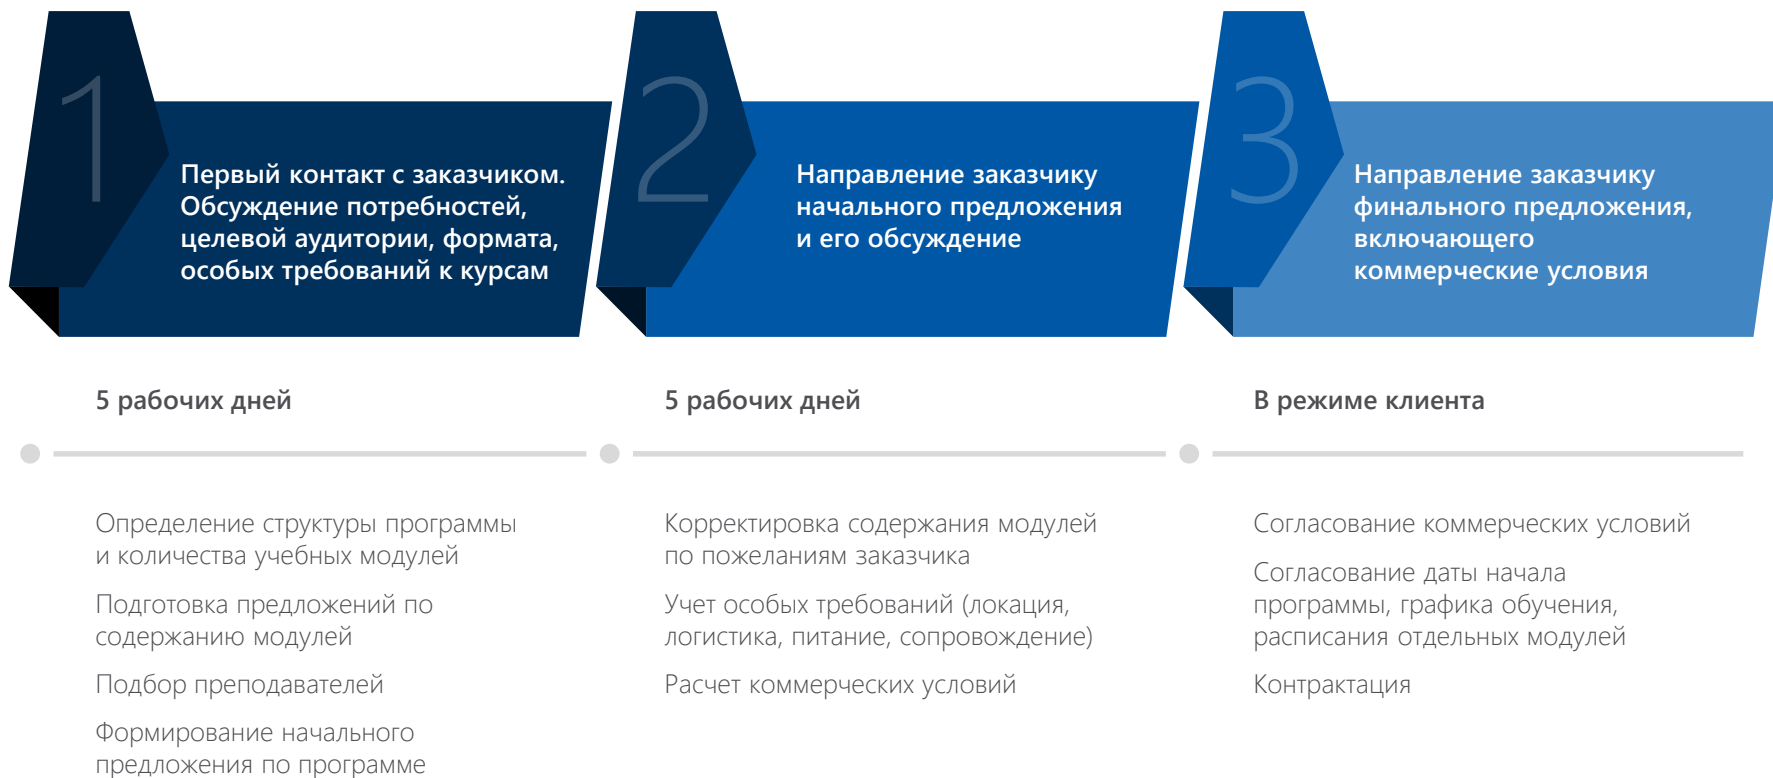 1
Первый контакт с заказчиком.
Обсуждение потребностей,
целевой аудитории, формата,
особых требований к курсам
2
Направление заказчику
начального предложения
и его обсуждение
3
Направление заказчику
финального предложения,
включающего
коммерческие условия
5 рабочих дней
5 рабочих дней
В режиме клиента
Определение структуры программы
и количества учебных модулей
Подготовка предложений по
содержанию модулей
Подбор преподавателей
Формирование начального
предложения по программе
Корректировка содержания модулей
по пожеланиям заказчика
Учет особых требований (локация,
логистика, питание, сопровождение)
Расчет коммерческих условий
Согласование коммерческих условий
Согласование даты начала
программы, графика обучения,
расписания отдельных модулей
Контрактация